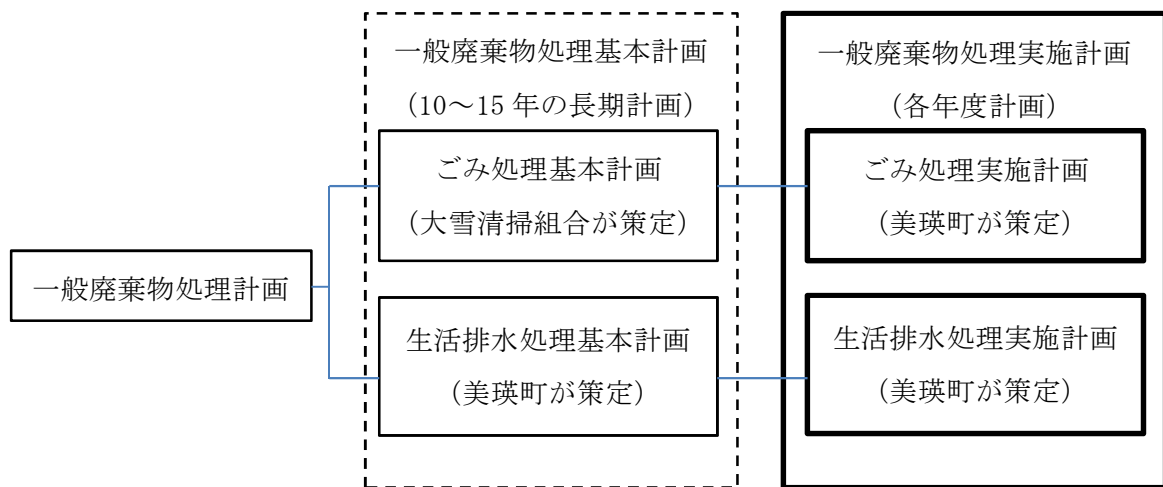 一般廃棄物処理計画
一般廃棄物処理基本計画
(10～15年の長期計画)
ごみ処理基本計画
(大雪清掃組合が策定)
生活排水処理基本計画
(美瑛町が策定)
一般廃棄物処理実施計画
(各年度計画)
ごみ処理実施計画
(美瑛町が策定)
生活排水処理実施計画
(美瑛町が策定)